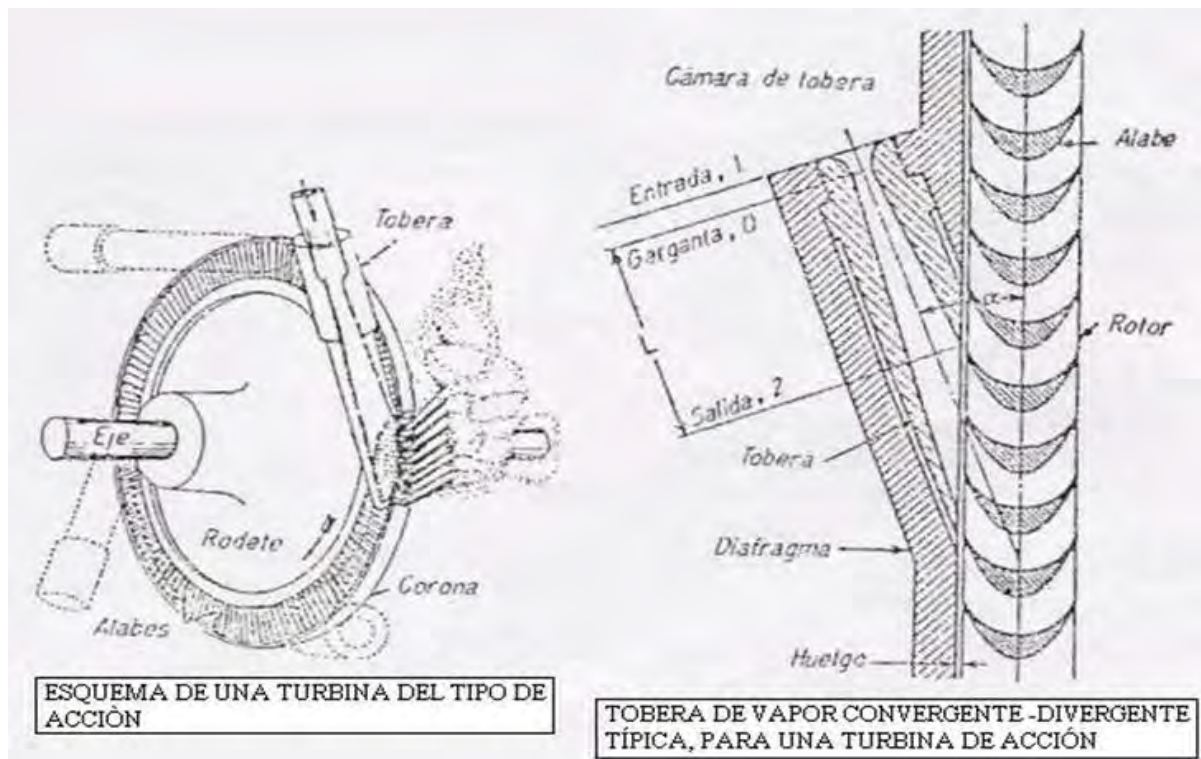 Tobera
Eje
Rodete
Corona
Alabes
ESQUEMA DE UNA TURBINA DEL TIPO DE
ACCIÒN
Cámara de tobera
Alabe
Entrada, 1
Garganta, 0
α
Rotor
L
Salida, 2
Tobera
Diafragma
Huelgo
TOBERA DE VAPOR CONVERGENTE -DIVERGENTE
TÍPICA, PARA UNA TURBINA DE ACCIÓN